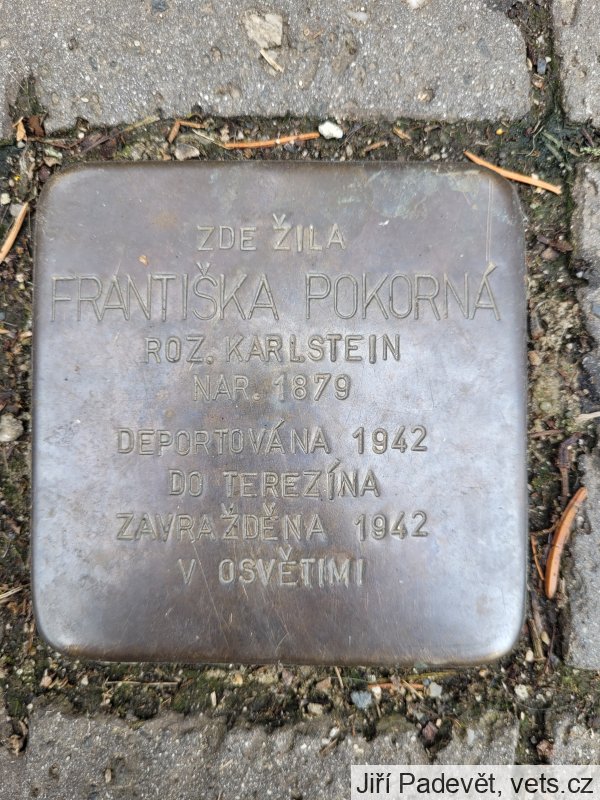 ZDE ŽILA
FRANTIŠKA POKORNÁ
ROZ. KARLSTEIN
NAR. 1879
DEPORTOVÁNA 1942
DO TEREZÍNA
ZAVRAŽDĚNA 1942
V OSVĚTIMI
Jiří Padevět, vets.cz